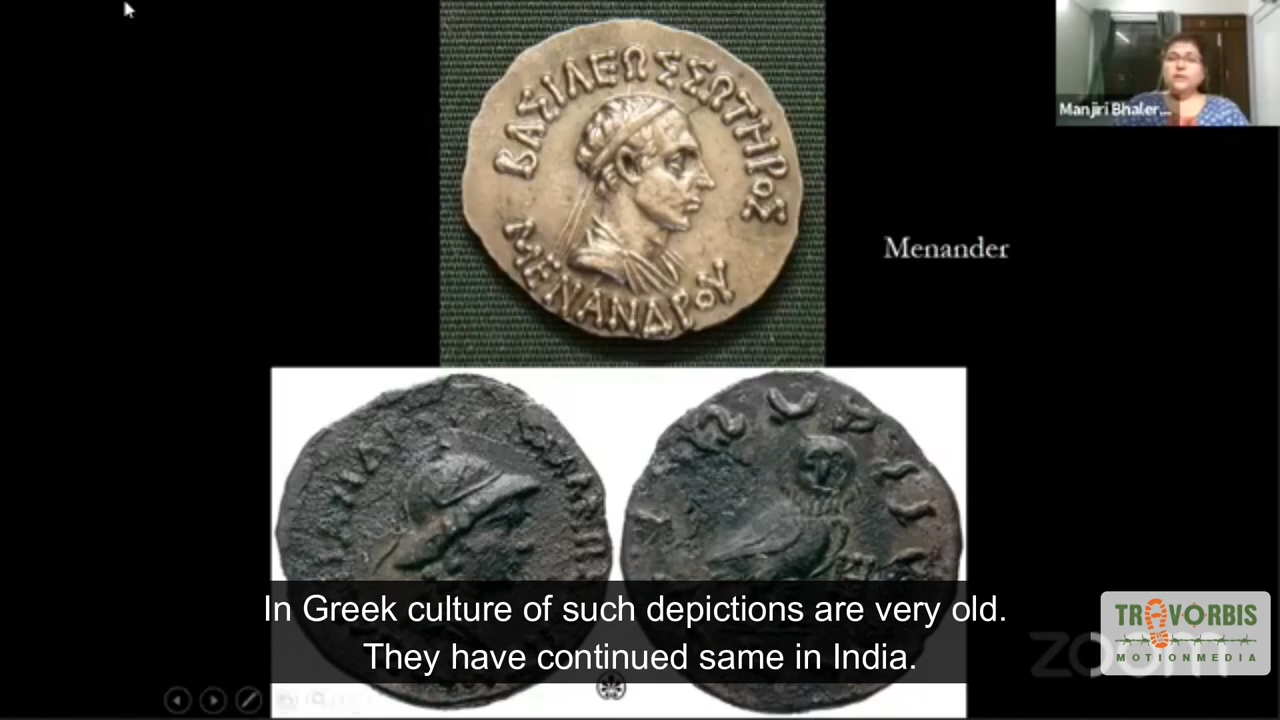 ΒΑΣΙΛΕΩΣ ΣΩΤΗΡΟΣ
ΜΕΝΑΝΔΡΟΥ
Manjiri Bhaler...
Menander
In Greek culture of such depictions are very old.
They have continued same in India.
zoom
TRAVORBIS
MOTIONMEDIA